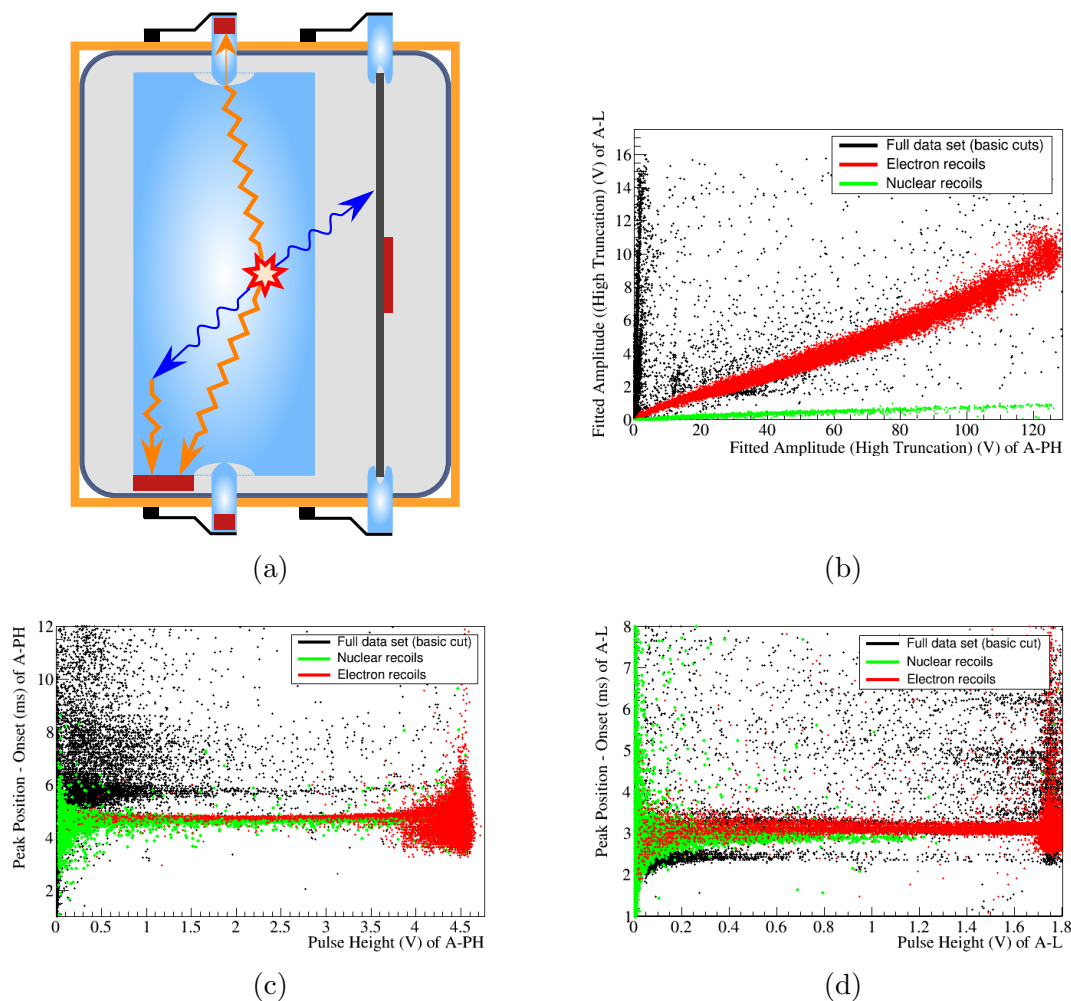 (a)
Fitted Amplitude ((High Truncation) (V) of A-L
16
14
12
10
8
6
4
2
0
Full data set (basic cuts)
Electron recoils
Nuclear recoils
0 20 40 60 80 100 120
Fitted Amplitude (High Truncation) (V) of A-PH
(b)
Peak Position - Onset (ms) of A-PH
12
10
8
6
4
2
Full data set (basic cut)
Nuclear recoils
Electron recoils
0 0.5 1 1.5 2 2.5 3 3.5 4 4.5
Pulse Height (V) of A-PH
(c)
Peak Position - Onset (ms) of A-L
8
7
6
5
4
3
2
1
Full data set (basic cut)
Nuclear recoils
Electron recoils
0 0.2 0.4 0.6 0.8 1 1.2 1.4 1.6 1.8
Pulse Height (V) of A-L
(d)